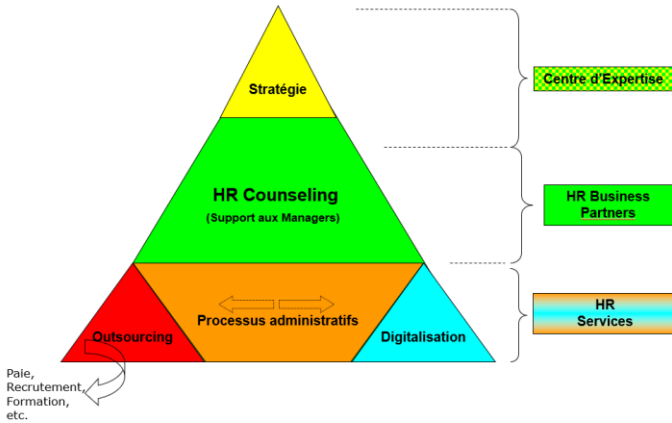 Stratégie
Centre d'Expertise
HR Counseling
(Support aux Managers)
HR Business
Partners
Outsourcing
Processus administratifs
Digitalisation
HR
Services
Paie,
Recrutement,
Formation,
etc.